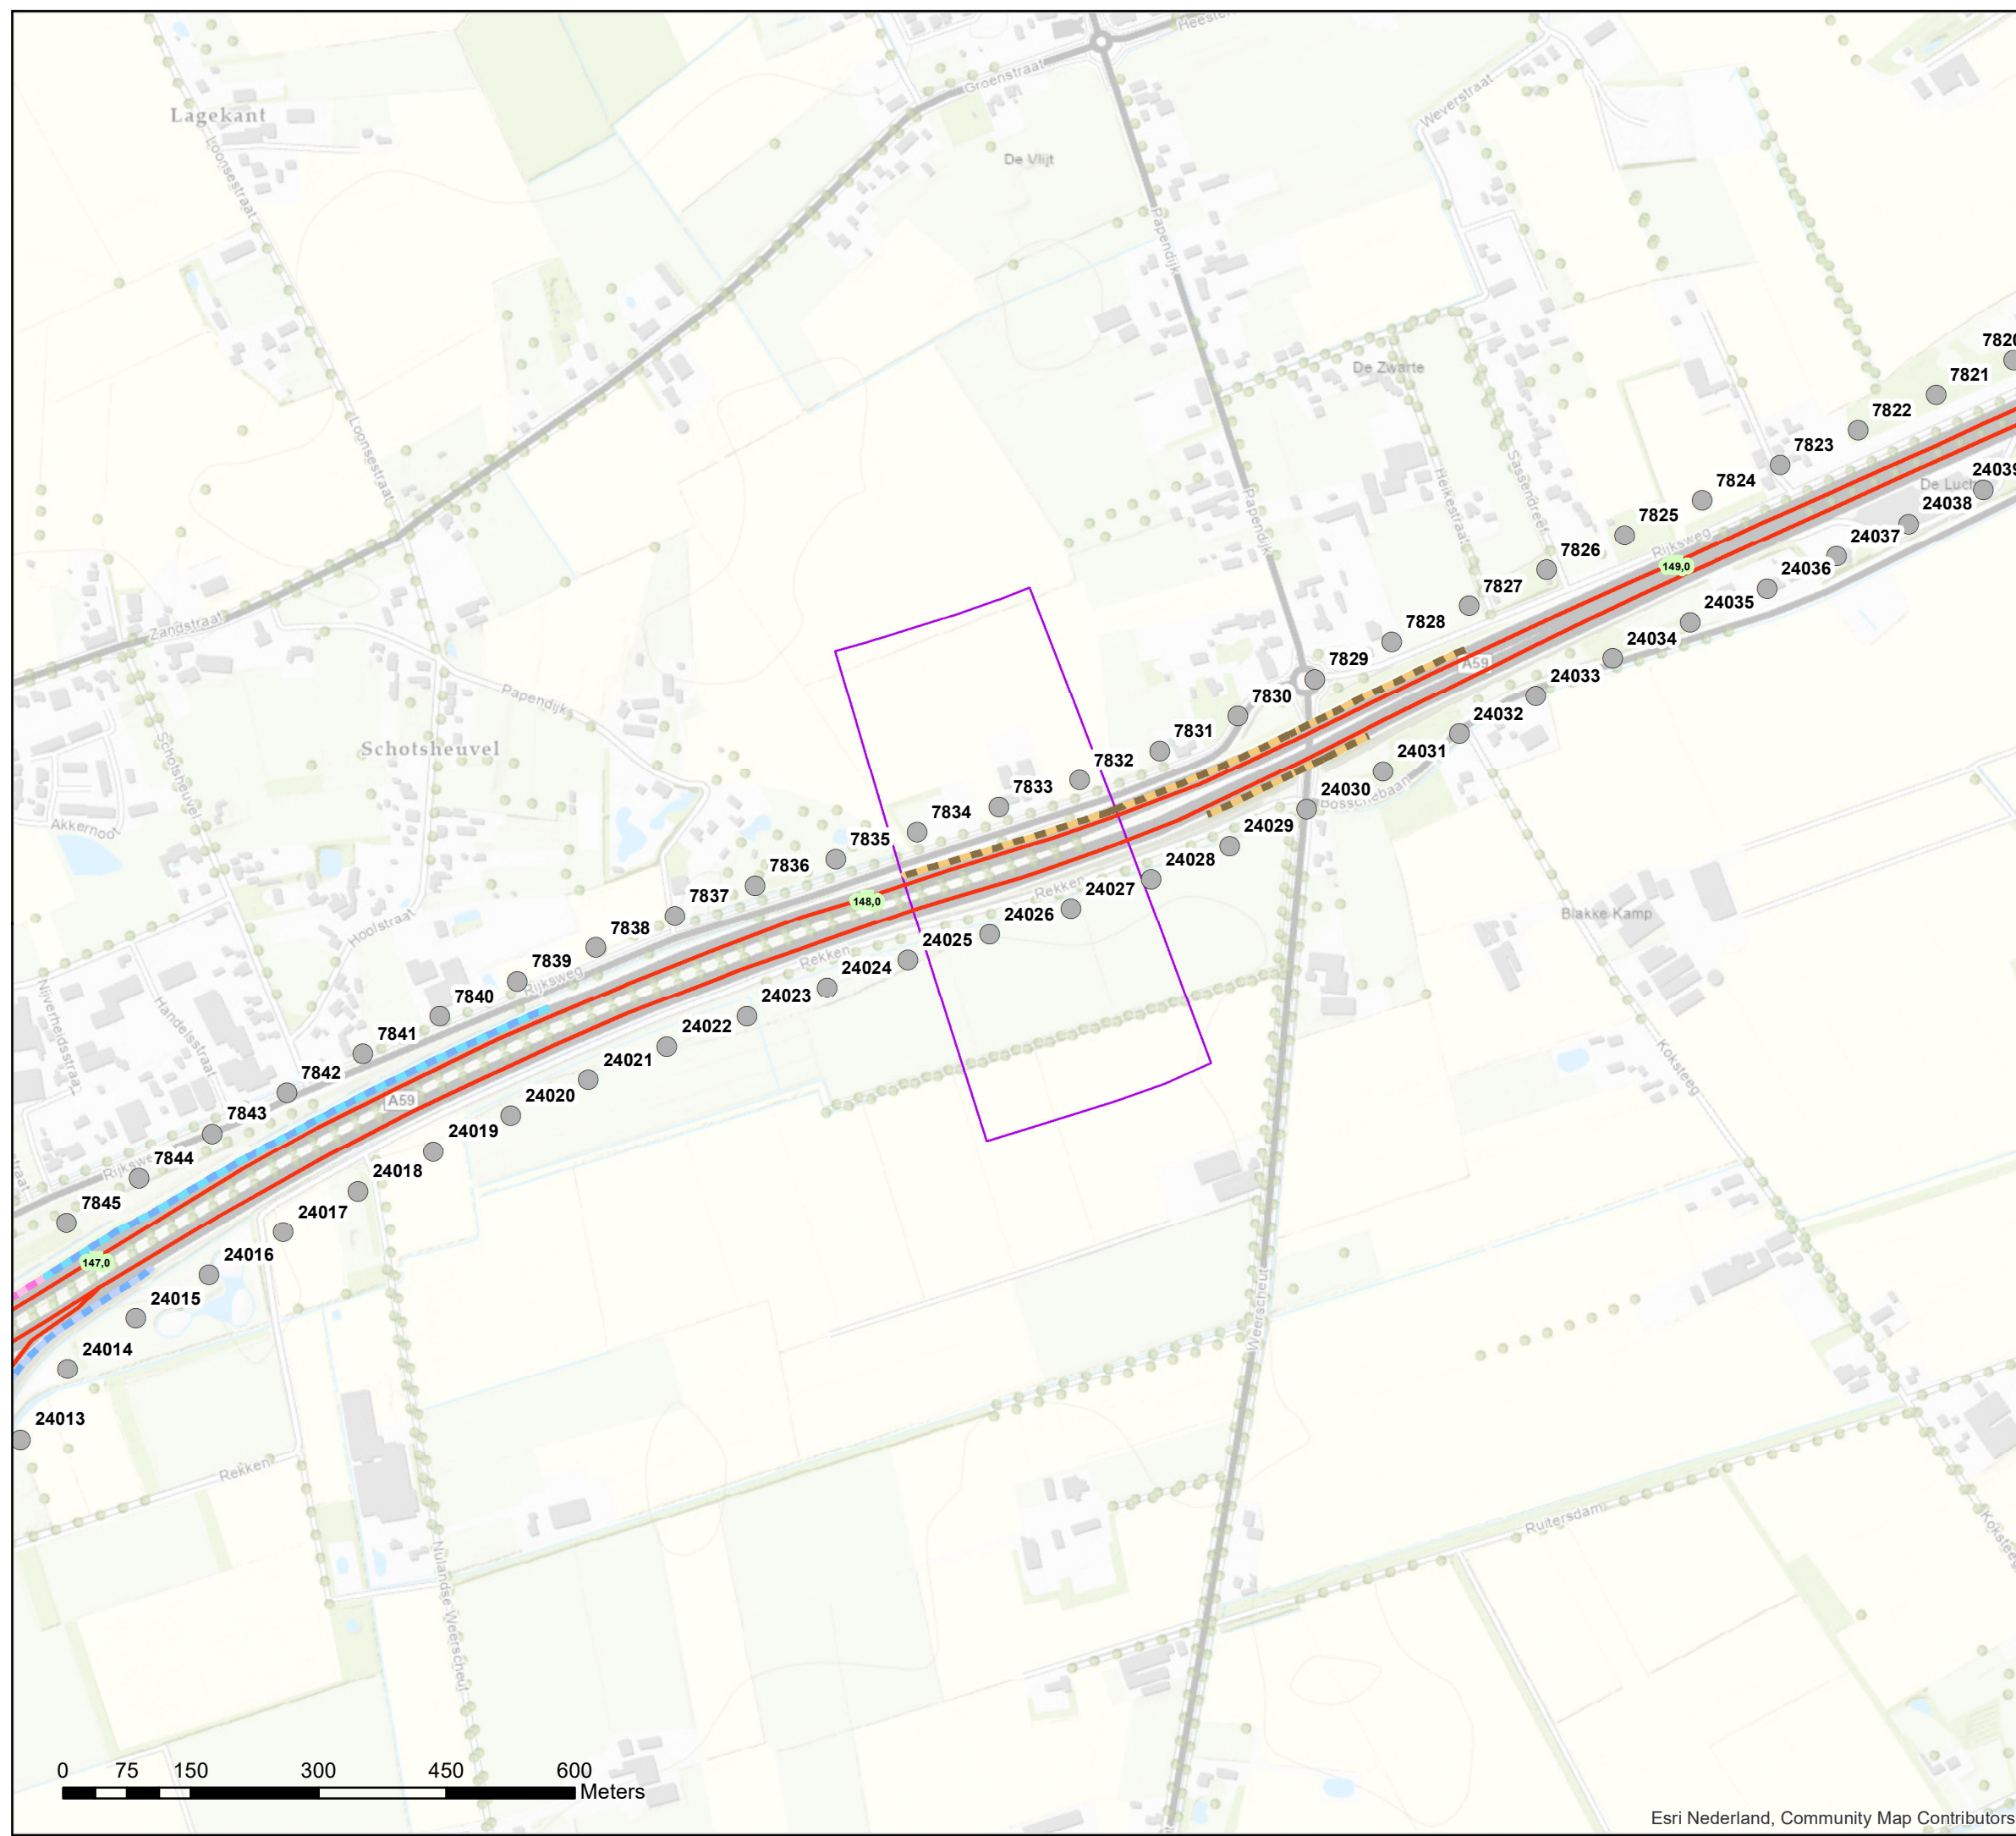 Heester
Groenstraat
Lagekant
Loonsestraat
De Vlijt
Weverstraat
Papendijk
De Zwarte
7820
7821
7822
7823
7824
7825
7826
7827
7828
7829
7830
7831
7832
7833
7834
7835
7836
7837
7838
7839
7840
7841
7842
7843
7844
7845
Loonsestraat
Papendijk
Heikestraat
Sassendreef
Rijksweg
149,0
De Lucht
24039
24038
24037
24036
24035
24034
24033
24032
24031
24030
24029
24028
24027
24026
24025
24024
24023
24022
24021
24020
24019
24018
24017
24016
24015
24014
24013
Zandstraat
Papendijk
Schotsheuvel
Schotsheuvel
A59
Akkernoot
Bosschebaan
148,0
Rekken
Rekken
Hoolstraat
Rijksweg
Blakke Kamp
Nijverheidsstraat
Handelsstraat
Koksteeg
A59
Rijksweg
straat
147,0
Weerscheut
Rekken
Nulandse Weerscheut
Ruitersdam
Koksteeg
0 75 150 300 450 600
Meters
Esri Nederland, Community Map Contributors